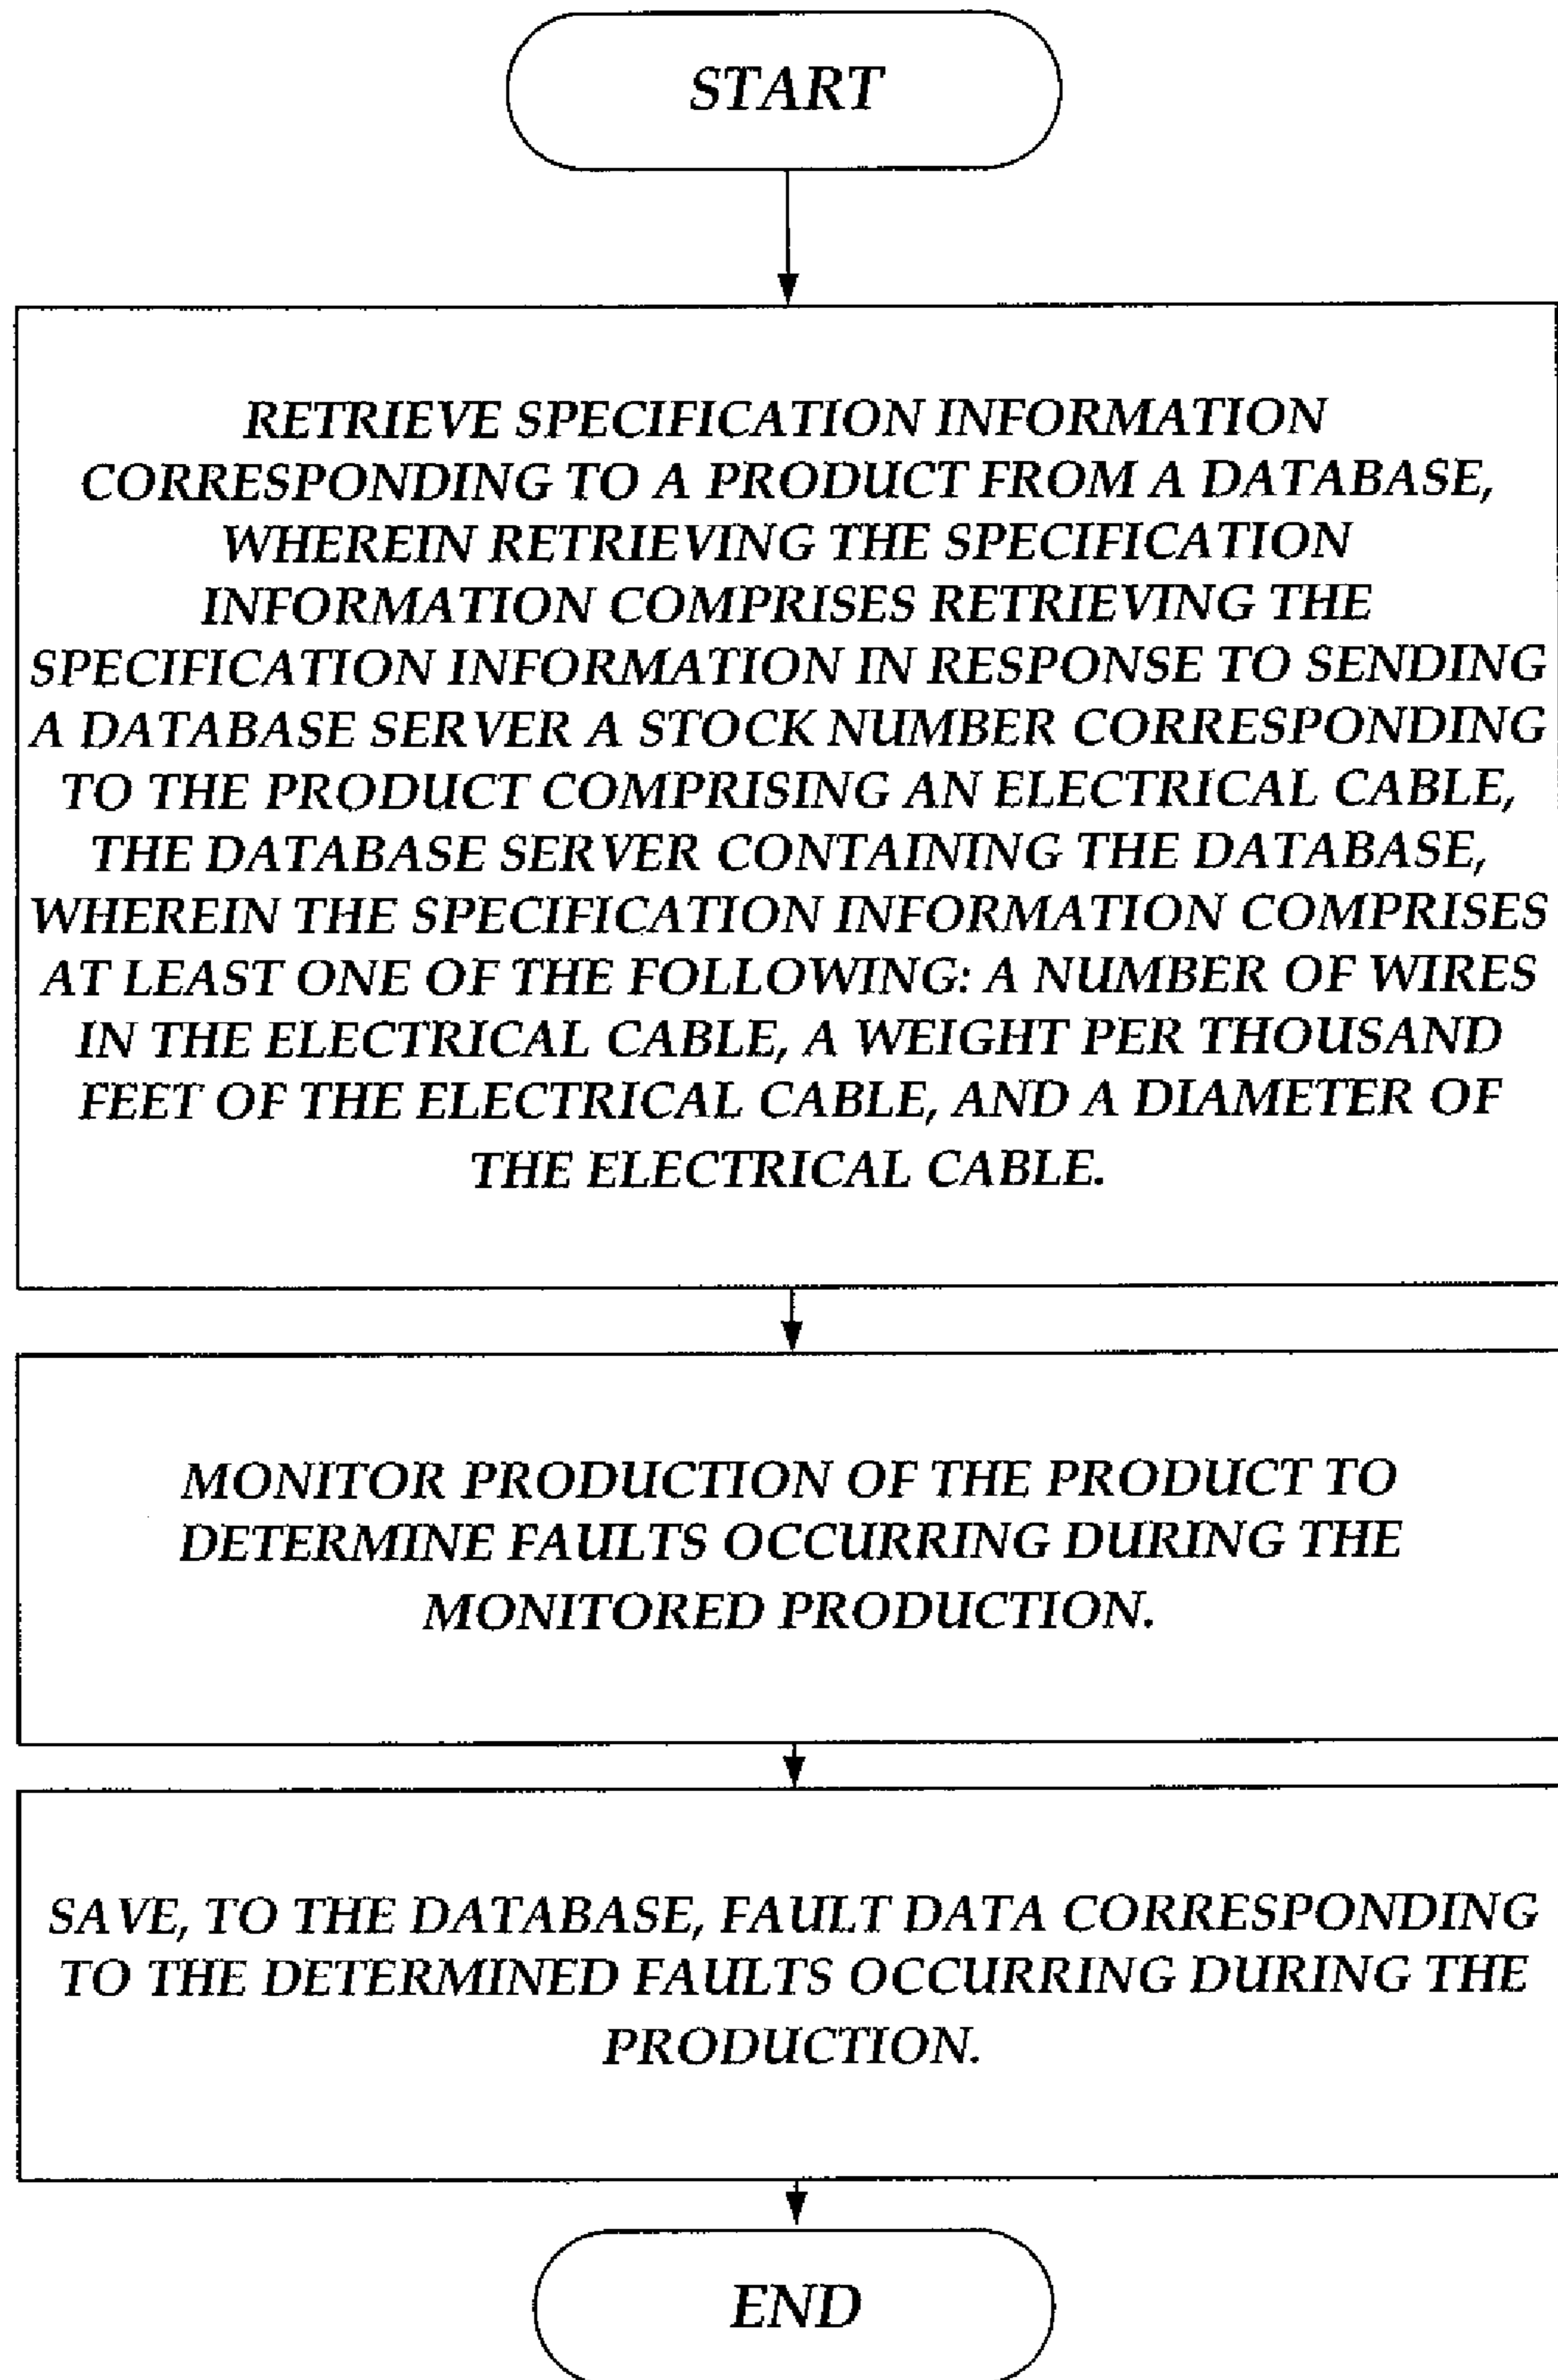 START
RETRIEVE SPECIFICATION INFORMATION
CORRESPONDING TO A PRODUCT FROM A DATABASE,
WHEREIN RETRIEVING THE SPECIFICATION
INFORMATION COMPRISES RETRIEVING THE
SPECIFICATION INFORMATION IN RESPONSE TO SENDING
A DATABASE SERVER A STOCK NUMBER CORRESPONDING
TO THE PRODUCT COMPRISING AN ELECTRICAL CABLE,
THE DATABASE SERVER CONTAINING THE DATABASE,
WHEREIN THE SPECIFICATION INFORMATION COMPRISES
AT LEAST ONE OF THE FOLLOWING: A NUMBER OF WIRES
IN THE ELECTRICAL CABLE, A WEIGHT PER THOUSAND
FEET OF THE ELECTRICAL CABLE, AND A DIAMETER OF
THE ELECTRICAL CABLE.
MONITOR PRODUCTION OF THE PRODUCT TO
DETERMINE FAULTS OCCURRING DURING THE
MONITORED PRODUCTION.
SAVE, TO THE DATABASE, FAULT DATA CORRESPONDING
TO THE DETERMINED FAULTS OCCURRING DURING THE
PRODUCTION.
END